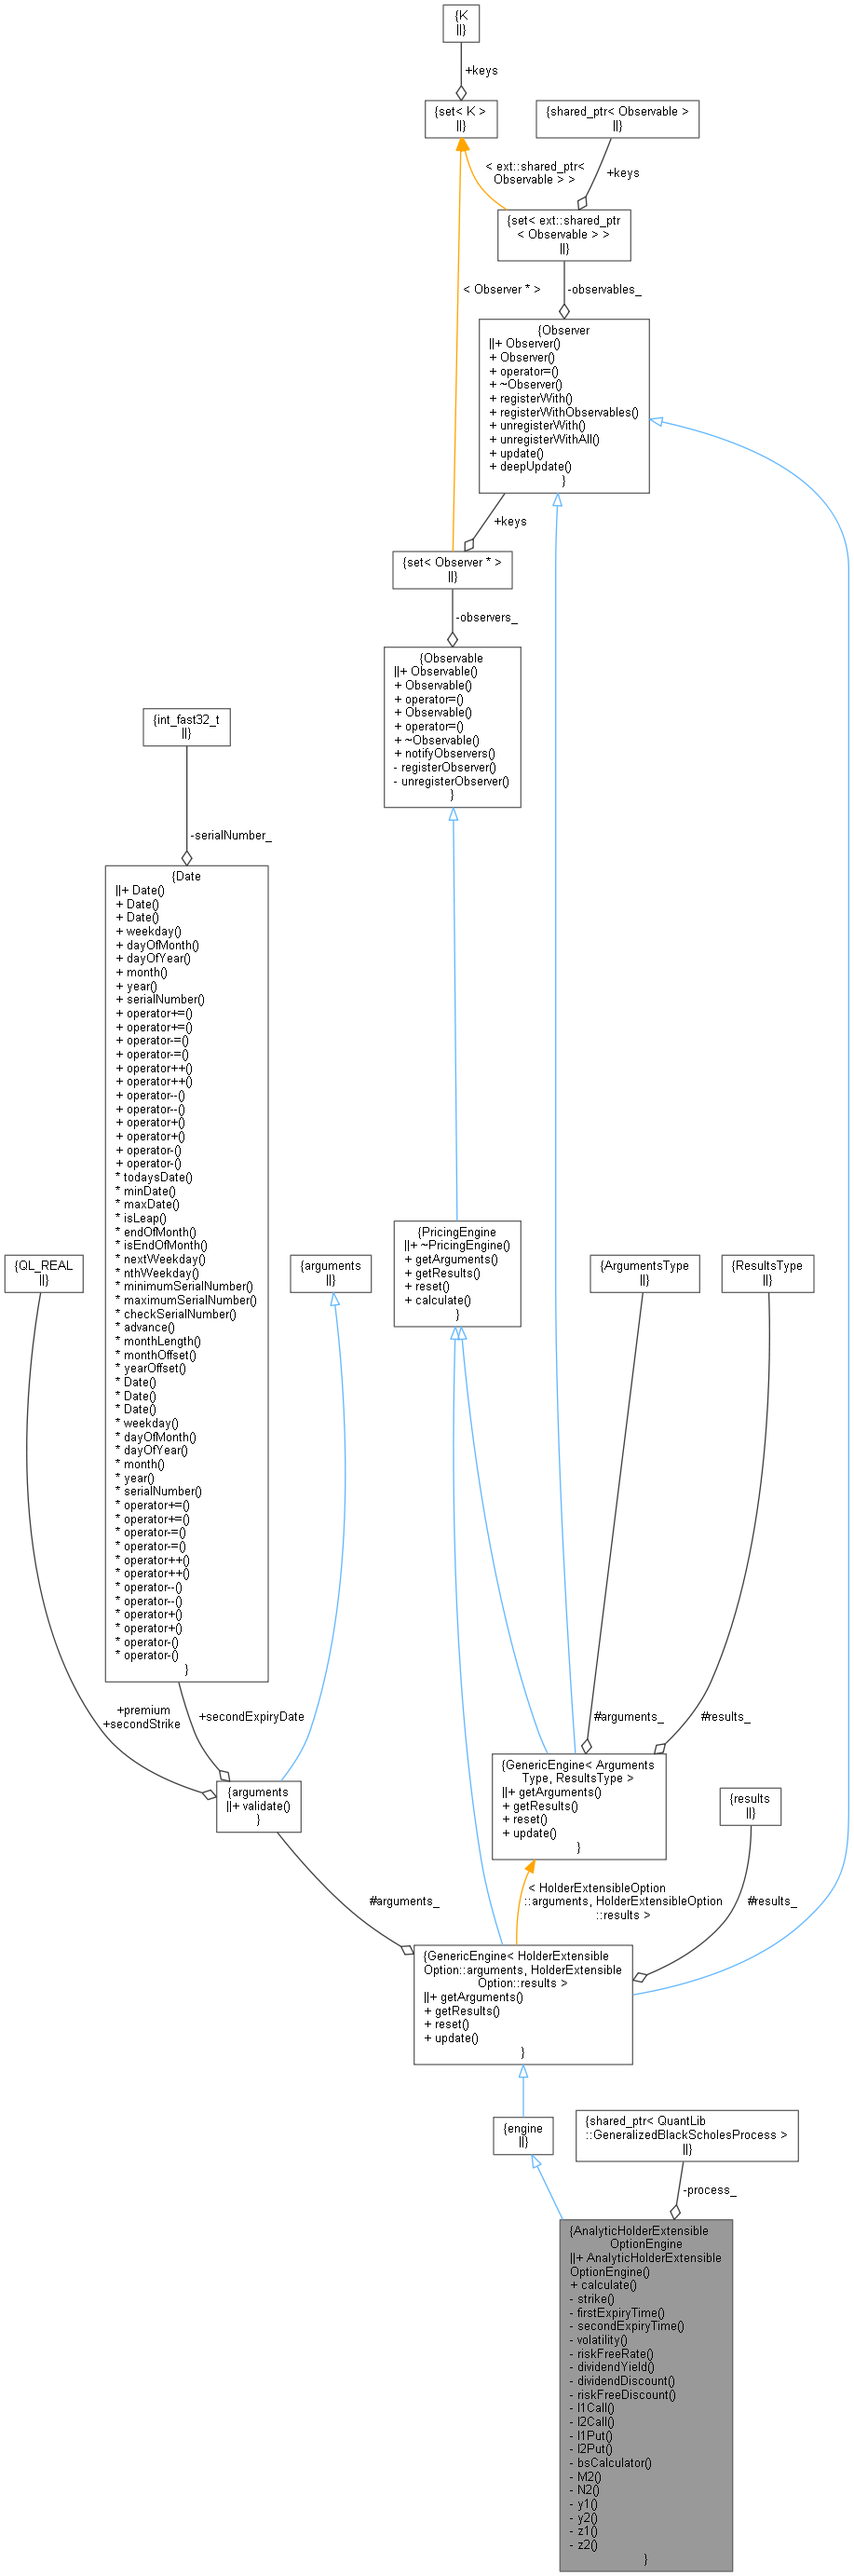 {K
||}
+keys
{set< K >
||}
{shared_ptr< Observable >
||}
< ext::shared_ptr<
Observable > >
+keys
{set< ext::shared_ptr
< Observable > >
||}
< Observer * >
-observables_
{Observer
||+ Observer()
+ Observer()
+ operator=()
+ ~Observer()
+ registerWith()
+ registerWithObservables()
+ unregisterWith()
+ unregisterWithAll()
+ update()
+ deepUpdate()
}
+keys
{set< Observer * >
||}
-observers_
{Observable
||+ Observable()
+ Observable()
+ operator=()
+ Observable()
+ operator=()
+ ~Observable()
+ notifyObservers()
- registerObserver()
- unregisterObserver()
}
{int_fast32_t
||}
-serialNumber_
{Date
||+ Date()
+ Date()
+ Date()
+ weekday()
+ dayOfMonth()
+ dayOfYear()
+ month()
+ year()
+ serialNumber()
+ operator+=()
+ operator+=()
+ operator-=()
+ operator-=()
+ operator++()
+ operator++()
+ operator--()
+ operator--()
+ operator+()
+ operator+()
+ operator-()
+ operator-()
* todaysDate()
* minDate()
* maxDate()
* isLeap()
* endOfMonth()
* isEndOfMonth()
* nextWeekday()
* nthWeekday()
* minimumSerialNumber()
* maximumSerialNumber()
* checkSerialNumber()
* advance()
* monthLength()
* monthOffset()
* yearOffset()
* Date()
* Date()
* Date()
* weekday()
* dayOfMonth()
* dayOfYear()
* month()
* year()
* serialNumber()
* operator+=()
* operator+=()
* operator-=()
* operator-=()
* operator++()
* operator++()
* operator--()
* operator--()
* operator+()
* operator+()
* operator-()
* operator-()
}
{PricingEngine
||+ ~PricingEngine()
+ getArguments()
+ getResults()
+ reset()
+ calculate()
}
{QL_REAL
||}
{arguments
||}
{ArgumentsType
||}
{ResultsType
||}
+premium
+secondStrike
+secondExpiryDate
#arguments_
#results_
{GenericEngine< Arguments
Type, ResultsType >
||+ getArguments()
+ getResults()
+ reset()
+ update()
}
{arguments
||+ validate()
}
{results
||}
#arguments_
< HolderExtensibleOption
::arguments, HolderExtensibleOption
::results >
#results_
{GenericEngine< HolderExtensible
Option::arguments, HolderExtensible
Option::results >
||+ getArguments()
+ getResults()
+ reset()
+ update()
}
{engine
||}
{shared_ptr< QuantLib
::GeneralizedBlackScholesProcess >
||}
-process_
{AnalyticHolderExtensible
OptionEngine
||+ AnalyticHolderExtensible
OptionEngine()
+ calculate()
- strike()
- firstExpiryTime()
- secondExpiryTime()
- volatility()
- riskFreeRate()
- dividendYield()
- dividendDiscount()
- riskFreeDiscount()
- I1Call()
- I2Call()
- I1Put()
- I2Put()
- bsCalculator()
- M2()
- N2()
- y1()
- y2()
- z1()
- z2()
}